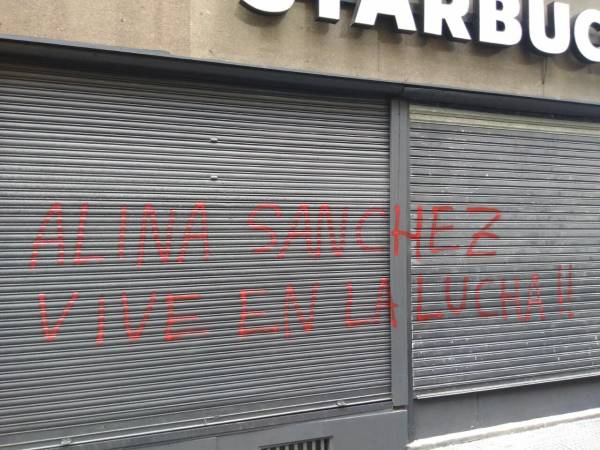 STARBUC
ALINA SANCHEZ
VIVE EN LA LUCHA!!